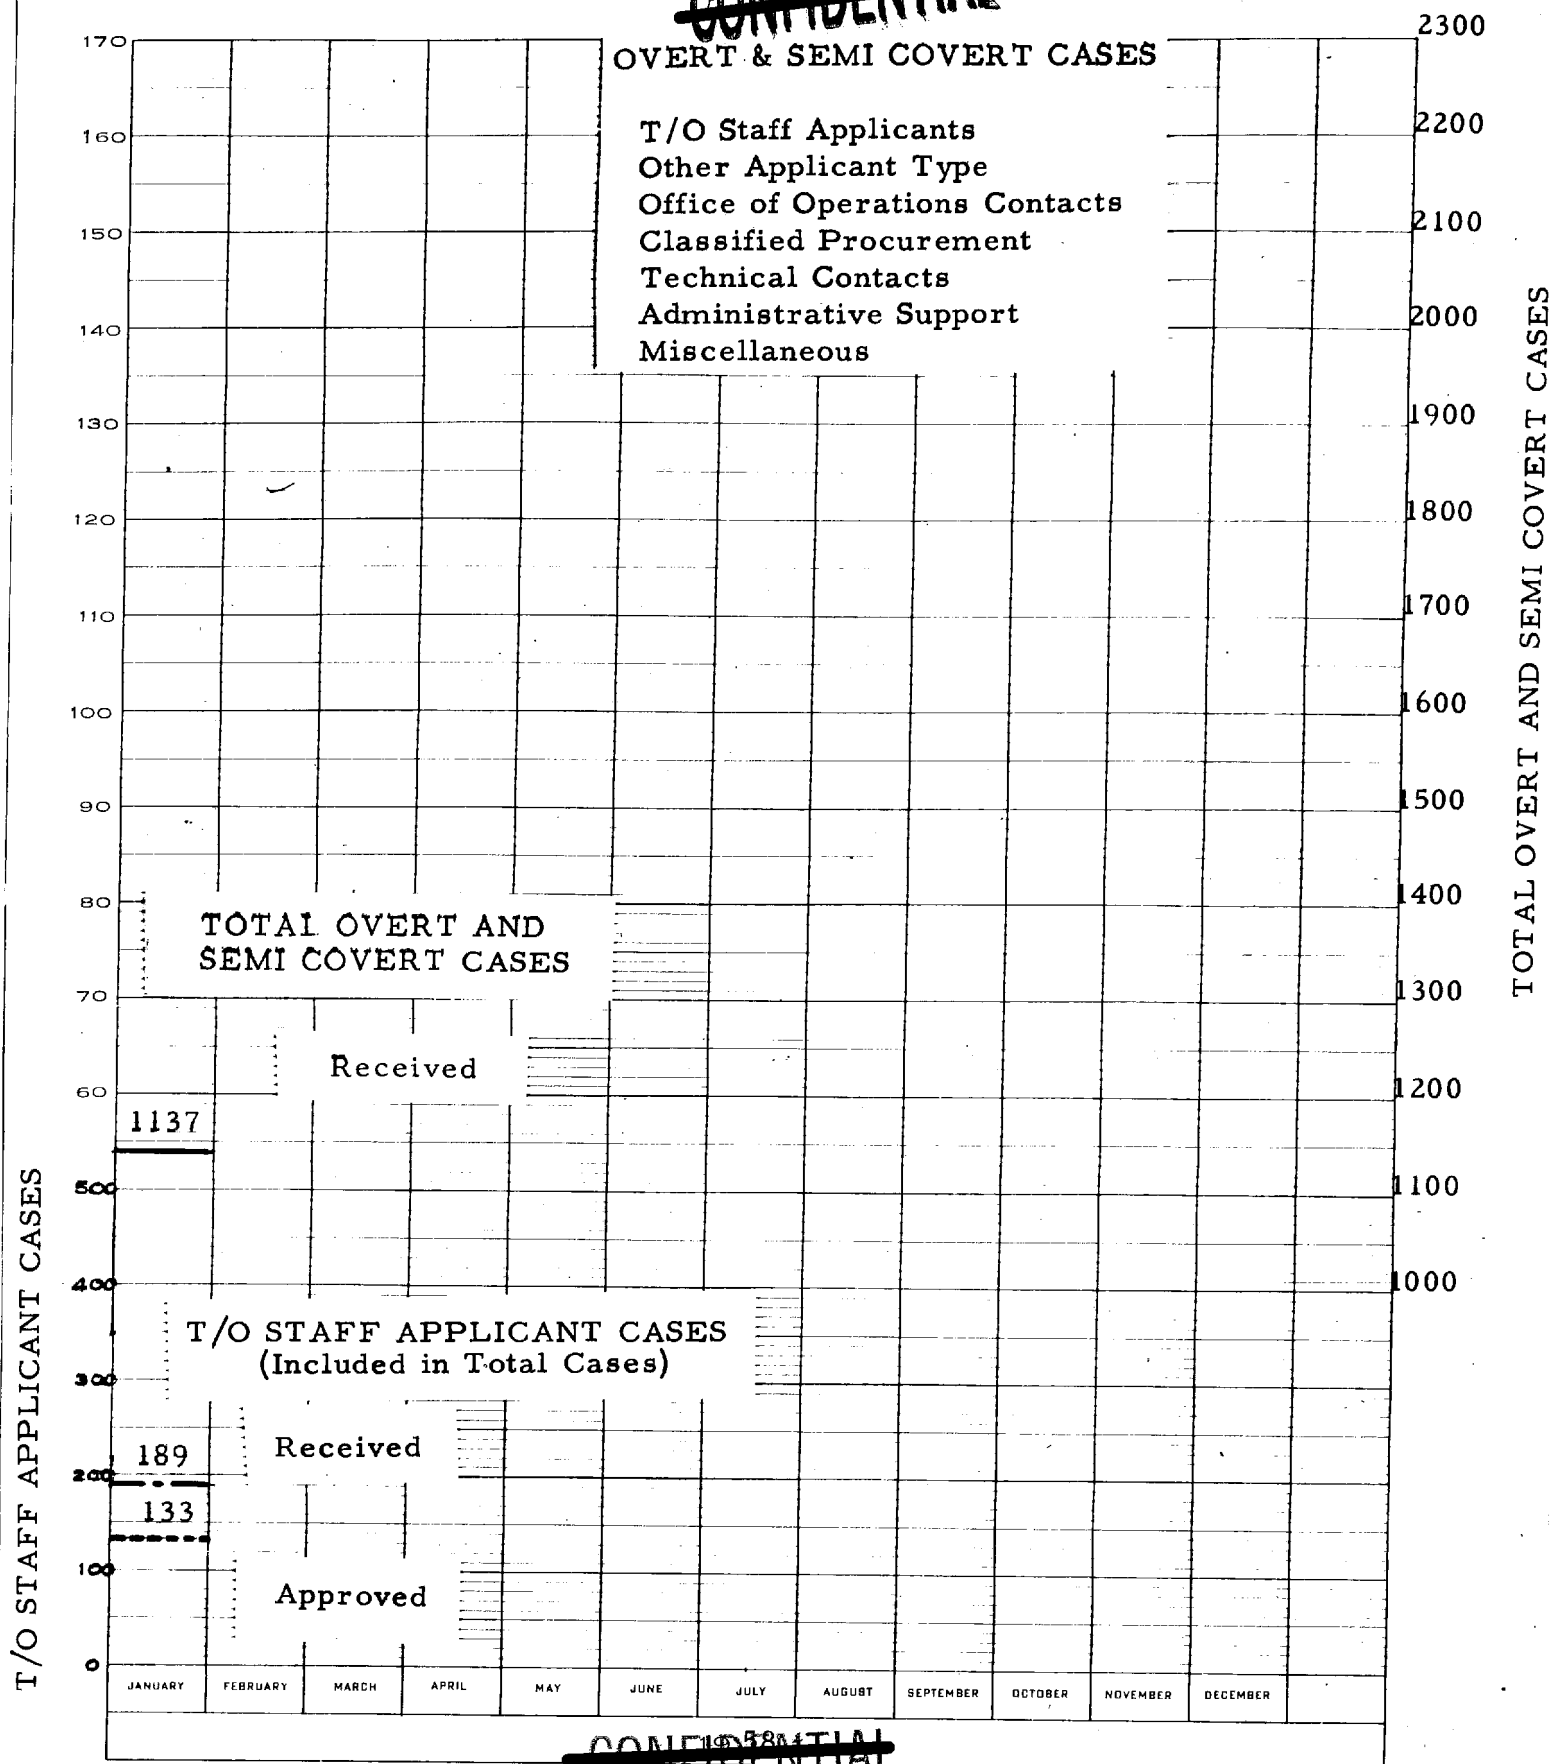 CONFIDENTIAL
OVERT & SEMI COVERT CASES
T/O Staff Applicants
Other Applicant Type
Office of Operations Contacts
Classified Procurement
Technical Contacts
Administrative Support
Miscellaneous
170
160
150
140
130
120
110
100
90
80
70
60
500
400
300
200
100
0
2300
2200
2100
2000
1900
1800
1700
1600
1500
1400
1300
1200
1100
1000
TOTAL OVERT AND SEMI COVERT CASES
T/O STAFF APPLICANT CASES
TOTAL OVERT AND
SEMI COVERT CASES
Received
1137
T/O STAFF APPLICANT CASES
(Included in Total Cases)
189
Received
133
Approved
JANUARY FEBRUARY MARCH APRIL MAY JUNE JULY AUGUST SEPTEMBER OCTOBER NOVEMBER DECEMBER
CONFIDENTIAL